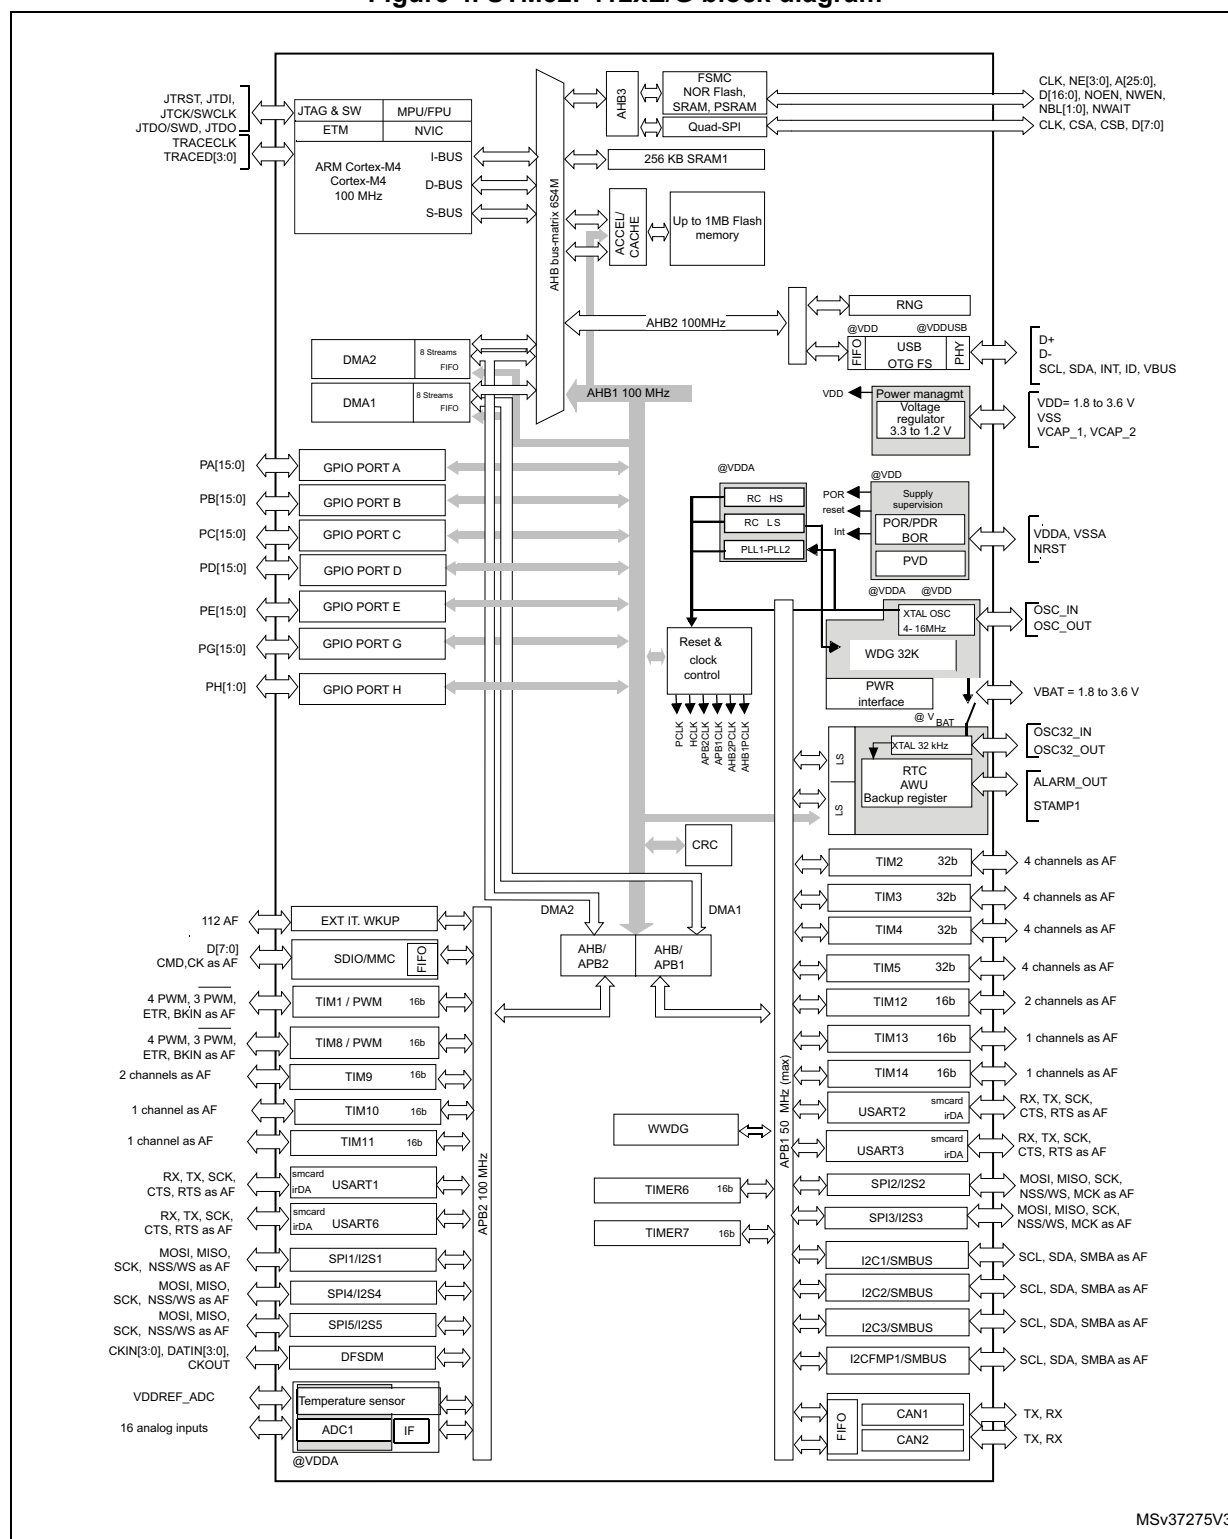 JTRST, JTDI,
JTCK/SWCLK
JTDO/SWD, JTDO
TRACECLK
TRACED[3:0]
JTAG & SW
MPU/FPU
ETM
NVIC
ARM Cortex-M4
Cortex-M4
100 MHz
I-BUS
D-BUS
S-BUS
AHB bus-matrix 6S4M
AHB3
FSMC
NOR Flash,
SRAM, PSRAM
Quad-SPI
CLK, NE[3:0], A[25:0],
D[16:0], NOEN, NWEN,
NBL[1:0], NWAIT
CLK, CSA, CSB, D[7:0]
256 KB SRAM1
ACCEL/
CACHE
Up to 1MB Flash
memory
RNG
AHB2 100MHz
@VDD
@VDDUSB
FIFO
USB
OTG FS
PHY
D+
D-
SCL, SDA, INT, ID, VBUS
DMA2
8 Streams
FIFO
DMA1
8 Streams
FIFO
AHB1 100 MHz
VDD
Power managmt
Voltage
regulator
3.3 to 1.2 V
VDD= 1.8 to 3.6 V
VSS
VCAP_1, VCAP_2
PA[15:0]
GPIO PORT A
PB[15:0]
GPIO PORT B
PC[15:0]
GPIO PORT C
PD[15:0]
GPIO PORT D
PE[15:0]
GPIO PORT E
PG[15:0]
GPIO PORT G
PH[1:0]
GPIO PORT H
@VDDA
RC HS
RC LS
PLL1-PLL2
@VDD
POR
reset
Int
Supply
supervision
POR/PDR
BOR
PVD
VDDA, VSSA
NRST
@VDDA
@VDD
XTAL OSC
4- 16MHz
OSC_IN
OSC_OUT
WDG 32K
Reset &
clock
control
PWR
interface
VBAT = 1.8 to 3.6 V
PCLK
HCLK
APB2CLK
APB1CLK
AHB2PCLK
AHB1PCLK
@ VBAT
LS
LS
XTAL 32 kHz
RTC
AWU
Backup register
OSC32_IN
OSC32_OUT
ALARM_OUT
STAMP1
CRC
DMA2
DMA1
AHB/
APB2
AHB/
APB1
112 AF
EXT IT. WKUP
D[7:0]
CMD,CK as AF
SDIO/MMC
FIFO
4 PWM, 3 PWM,
ETR, BKIN as AF
TIM1 / PWM
16b
4 PWM, 3 PWM,
ETR, BKIN as AF
TIM8 / PWM
16b
2 channels as AF
TIM9
16b
1 channel as AF
TIM10
16b
1 channel as AF
TIM11
16b
RX, TX, SCK,
CTS, RTS as AF
smcard
irDA
USART1
RX, TX, SCK,
CTS, RTS as AF
smcard
irDA
USART6
MOSI, MISO,
SCK, NSS/WS as AF
SPI1/I2S1
MOSI, MISO,
SCK, NSS/WS as AF
SPI4/I2S4
MOSI, MISO,
SCK, NSS/WS as AF
SPI5/I2S5
CKIN[3:0], DATIN[3:0],
CKOUT
DFSDM
VDDREF_ADC
Temperature sensor
16 analog inputs
ADC1
IF
@VDDA
APB2 100 MHz
WWDG
TIMER6
16b
TIMER7
16b
APB1 50 MHz (max)
TIM2
32b
4 channels as AF
TIM3
32b
4 channels as AF
TIM4
32b
4 channels as AF
TIM5
32b
4 channels as AF
TIM12
16b
2 channels as AF
TIM13
16b
1 channels as AF
TIM14
16b
1 channels as AF
USART2
smcard
irDA
RX, TX, SCK,
CTS, RTS as AF
USART3
smcard
irDA
RX, TX, SCK,
CTS, RTS as AF
SPI2/I2S2
MOSI, MISO, SCK,
NSS/WS, MCK as AF
SPI3/I2S3
MOSI, MISO, SCK,
NSS/WS, MCK as AF
I2C1/SMBUS
SCL, SDA, SMBA as AF
I2C2/SMBUS
SCL, SDA, SMBA as AF
I2C3/SMBUS
SCL, SDA, SMBA as AF
I2CFMP1/SMBUS
SCL, SDA, SMBA as AF
FIFO
CAN1
TX, RX
CAN2
TX, RX
MSv37275V3